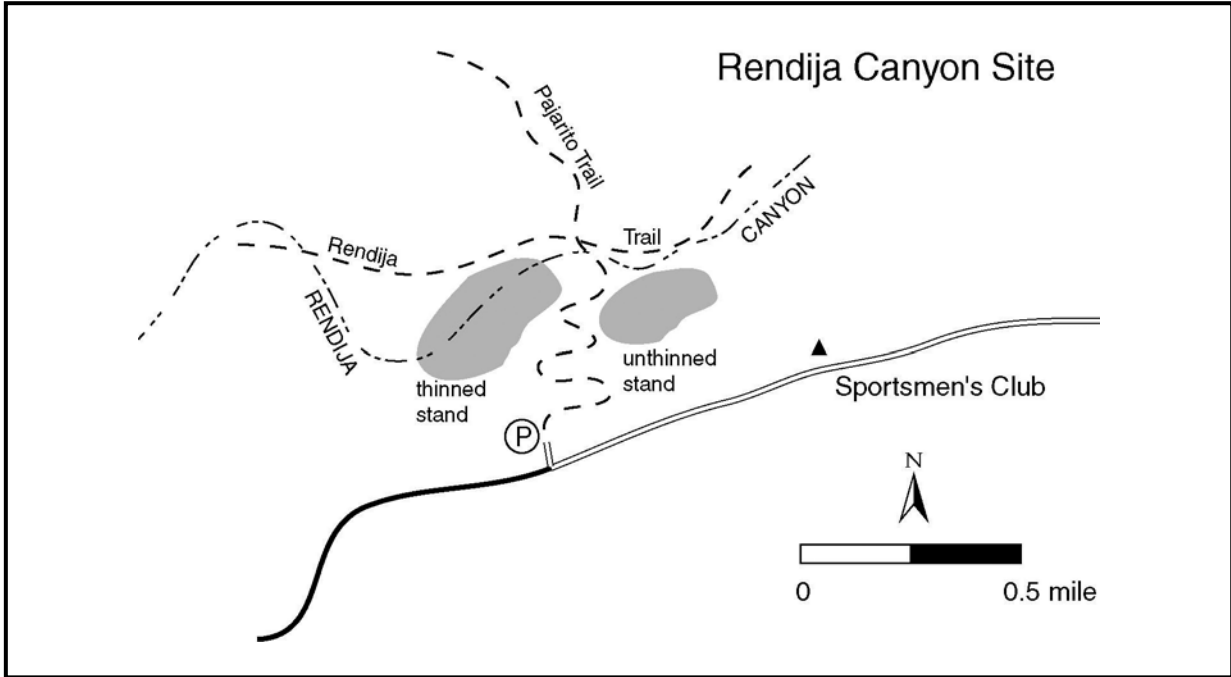 Rendija Canyon Site
Pajarito Trail
Rendija
Trail
CANYON
RENDIJA
thinned
stand
unthinned
stand
Sportsmen's Club
P
N
0
0.5 mile